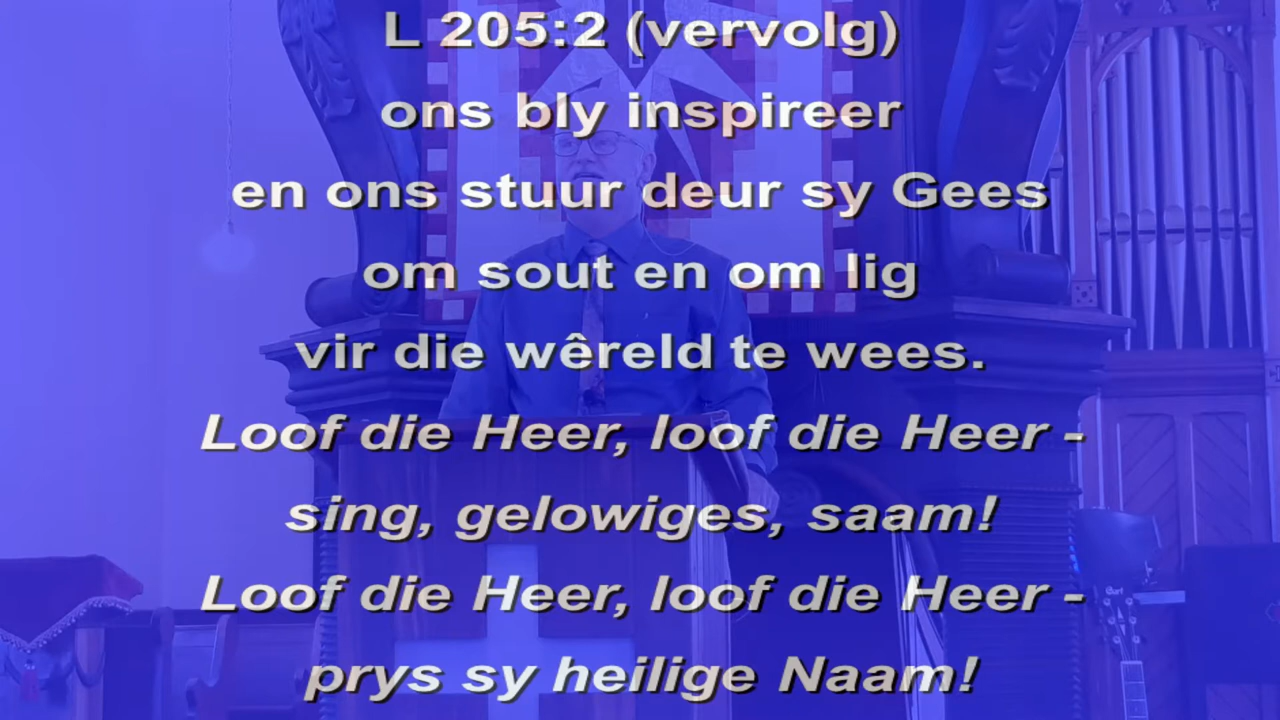 L 205:2 (vervolg)
ons bly inspireer
en ons stuur deur sy Gees
om sout en om lig
vir die wêreld te wees.
Loof die Heer, loof die Heer -
sing, gelowiges, saam!
Loof die Heer, loof die Heer -
prys sy heilige Naam!
Cort